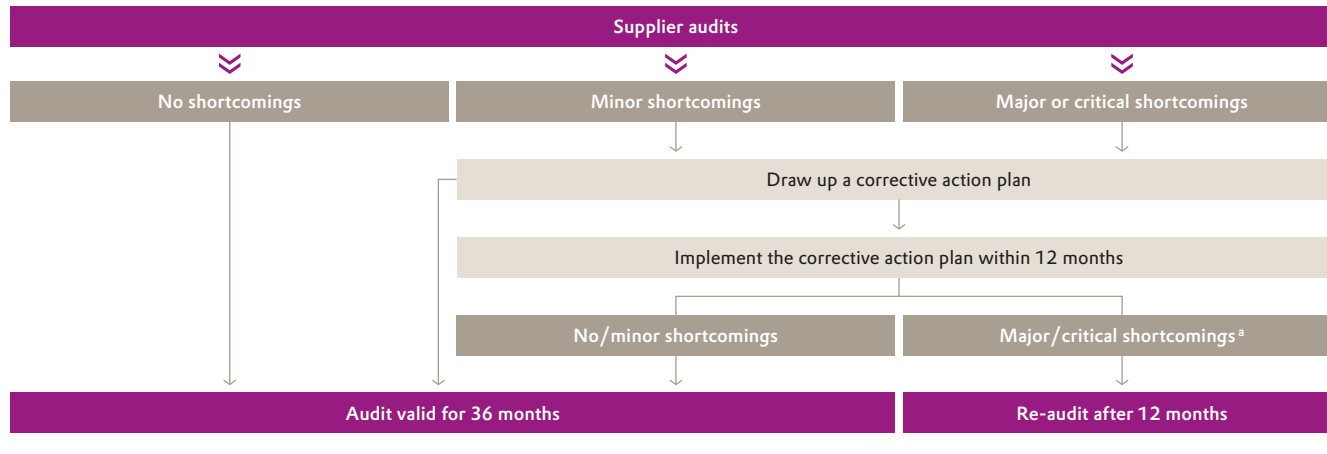 Supplier audits
No shortcomings
Minor shortcomings
Major or critical shortcomings
Draw up a corrective action plan
Implement the corrective action plan within 12 months
No/minor shortcomings
Major/critical shortcomings a
Audit valid for 36 months
Re-audit after 12 months